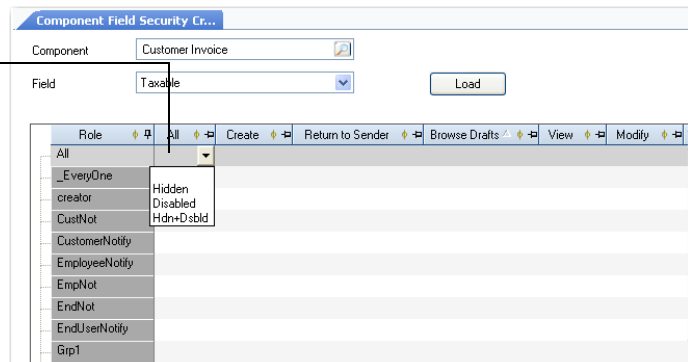 Component Field Security Cr...
Component Customer Invoice
Field Taxable Load
Role All Create Return to Sender Browse Drafts View Modify
All
_EveryOne
Hidden
creator
Disabled
CustNot
Hdn+Dsbld
CustomerNotify
EmployeeNotify
EmpNot
EndNot
EndUserNotify
Grp1